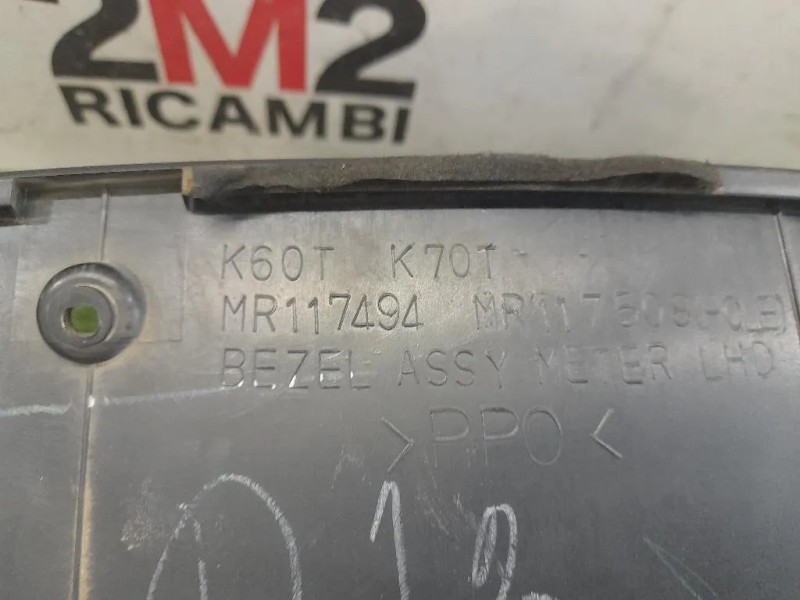 2M2
RICAMBI
K60T K70T
MR117494
BEZEL ASSY METER LHD
>PPO<